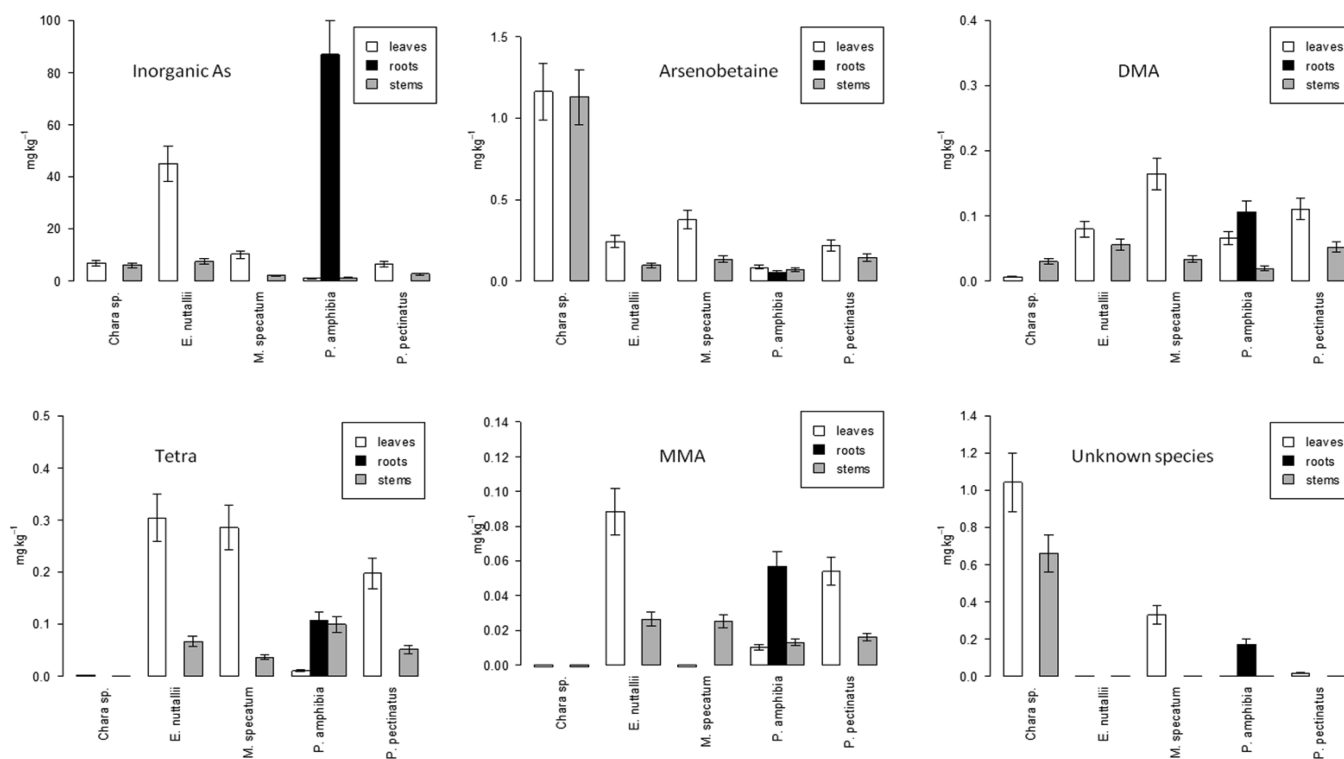 Inorganic As
leaves
roots
stems
mg kg⁻¹
100
80
60
40
20
0
Chara sp.
E. nuttallii
M. specatum
P. amphibia
P. pectinatus
Arsenobetaine
leaves
roots
stems
mg kg⁻¹
1.5
1.0
0.5
0.0
Chara sp.
E. nuttallii
M. specatum
P. amphibia
P. pectinatus
DMA
leaves
roots
stems
mg kg⁻¹
0.4
0.3
0.2
0.1
0.0
Chara sp.
E. nuttallii
M. specatum
P. amphibia
P. pectinatus
Tetra
leaves
roots
stems
mg kg⁻¹
0.5
0.4
0.3
0.2
0.1
0.0
Chara sp.
E. nuttallii
M. specatum
P. amphibia
P. pectinatus
MMA
leaves
roots
stems
mg kg⁻¹
0.14
0.12
0.10
0.08
0.06
0.04
0.02
0.00
Chara sp.
E. nuttallii
M. specatum
P. amphibia
P. pectinatus
Unknown species
leaves
roots
stems
mg kg⁻¹
1.4
1.2
1.0
0.8
0.6
0.4
0.2
0.0
Chara sp.
E. nuttallii
M. specatum
P. amphibia
P. pectinatus